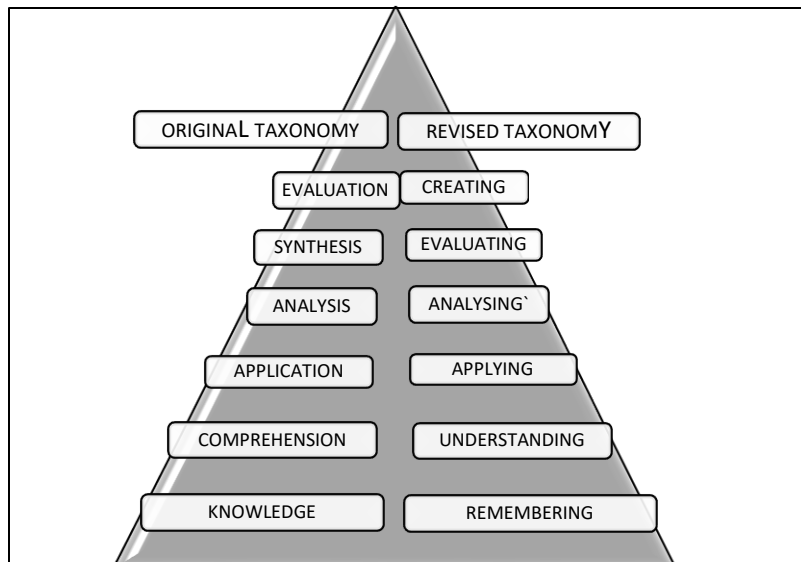 ORIGINAL TAXONOMY REVISED TAXONOMY
EVALUATION CREATING
SYNTHESIS EVALUATING
ANALYSIS ANALYSING`
APPLICATION APPLYING
COMPREHENSION UNDERSTANDING
KNOWLEDGE REMEMBERING